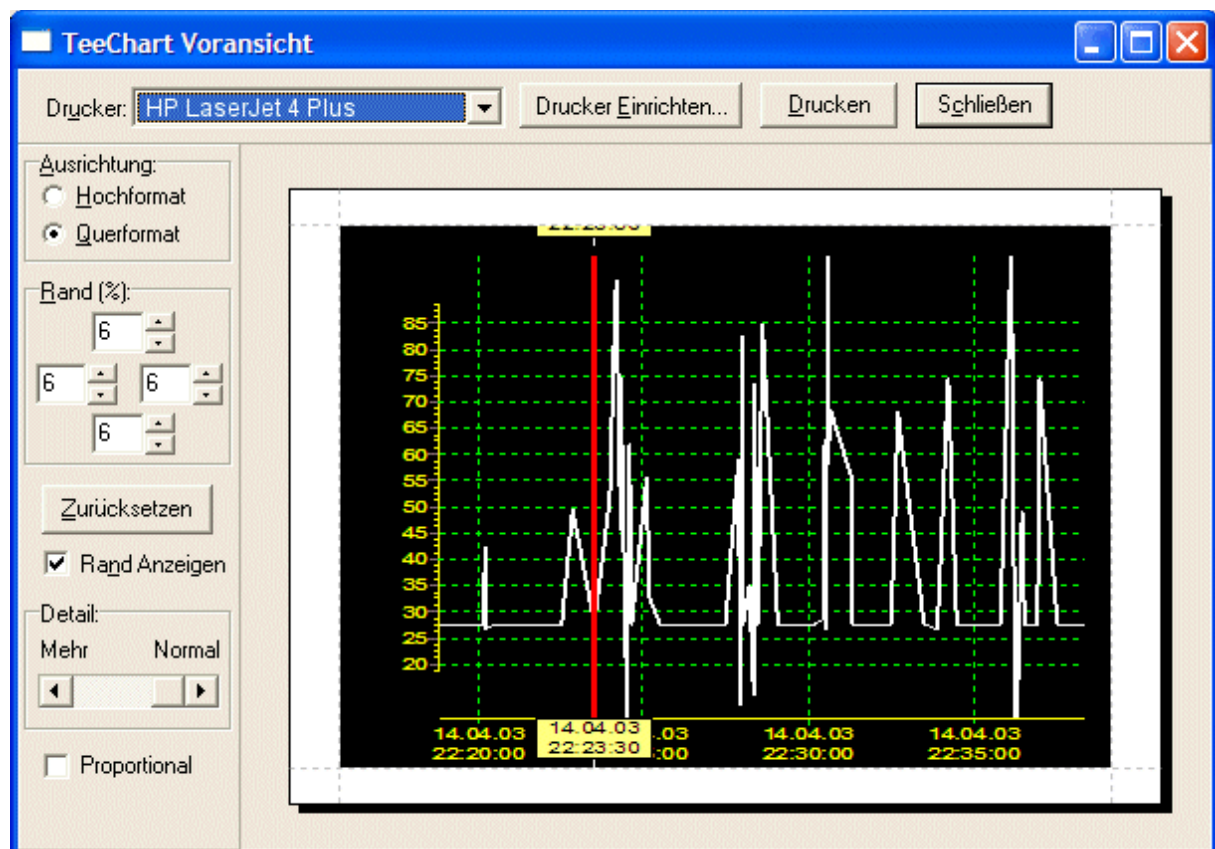 TeeChart Voransicht
Drucker: HP LaserJet 4 Plus Drucker Einrichten... Drucken Schließen
Ausrichtung:
Hochformat
Querformat
Rand (%):
6
6 6
6
Zurücksetzen
Rand Anzeigen
Detail:
Mehr Normal
Proportional
85
80
75
70
65
60
55
50
45
40
35
30
25
20
14.04.03 14.04.03 .03 14.04.03 14.04.03
22:20:00 22:23:30 :00 22:30:00 22:35:00